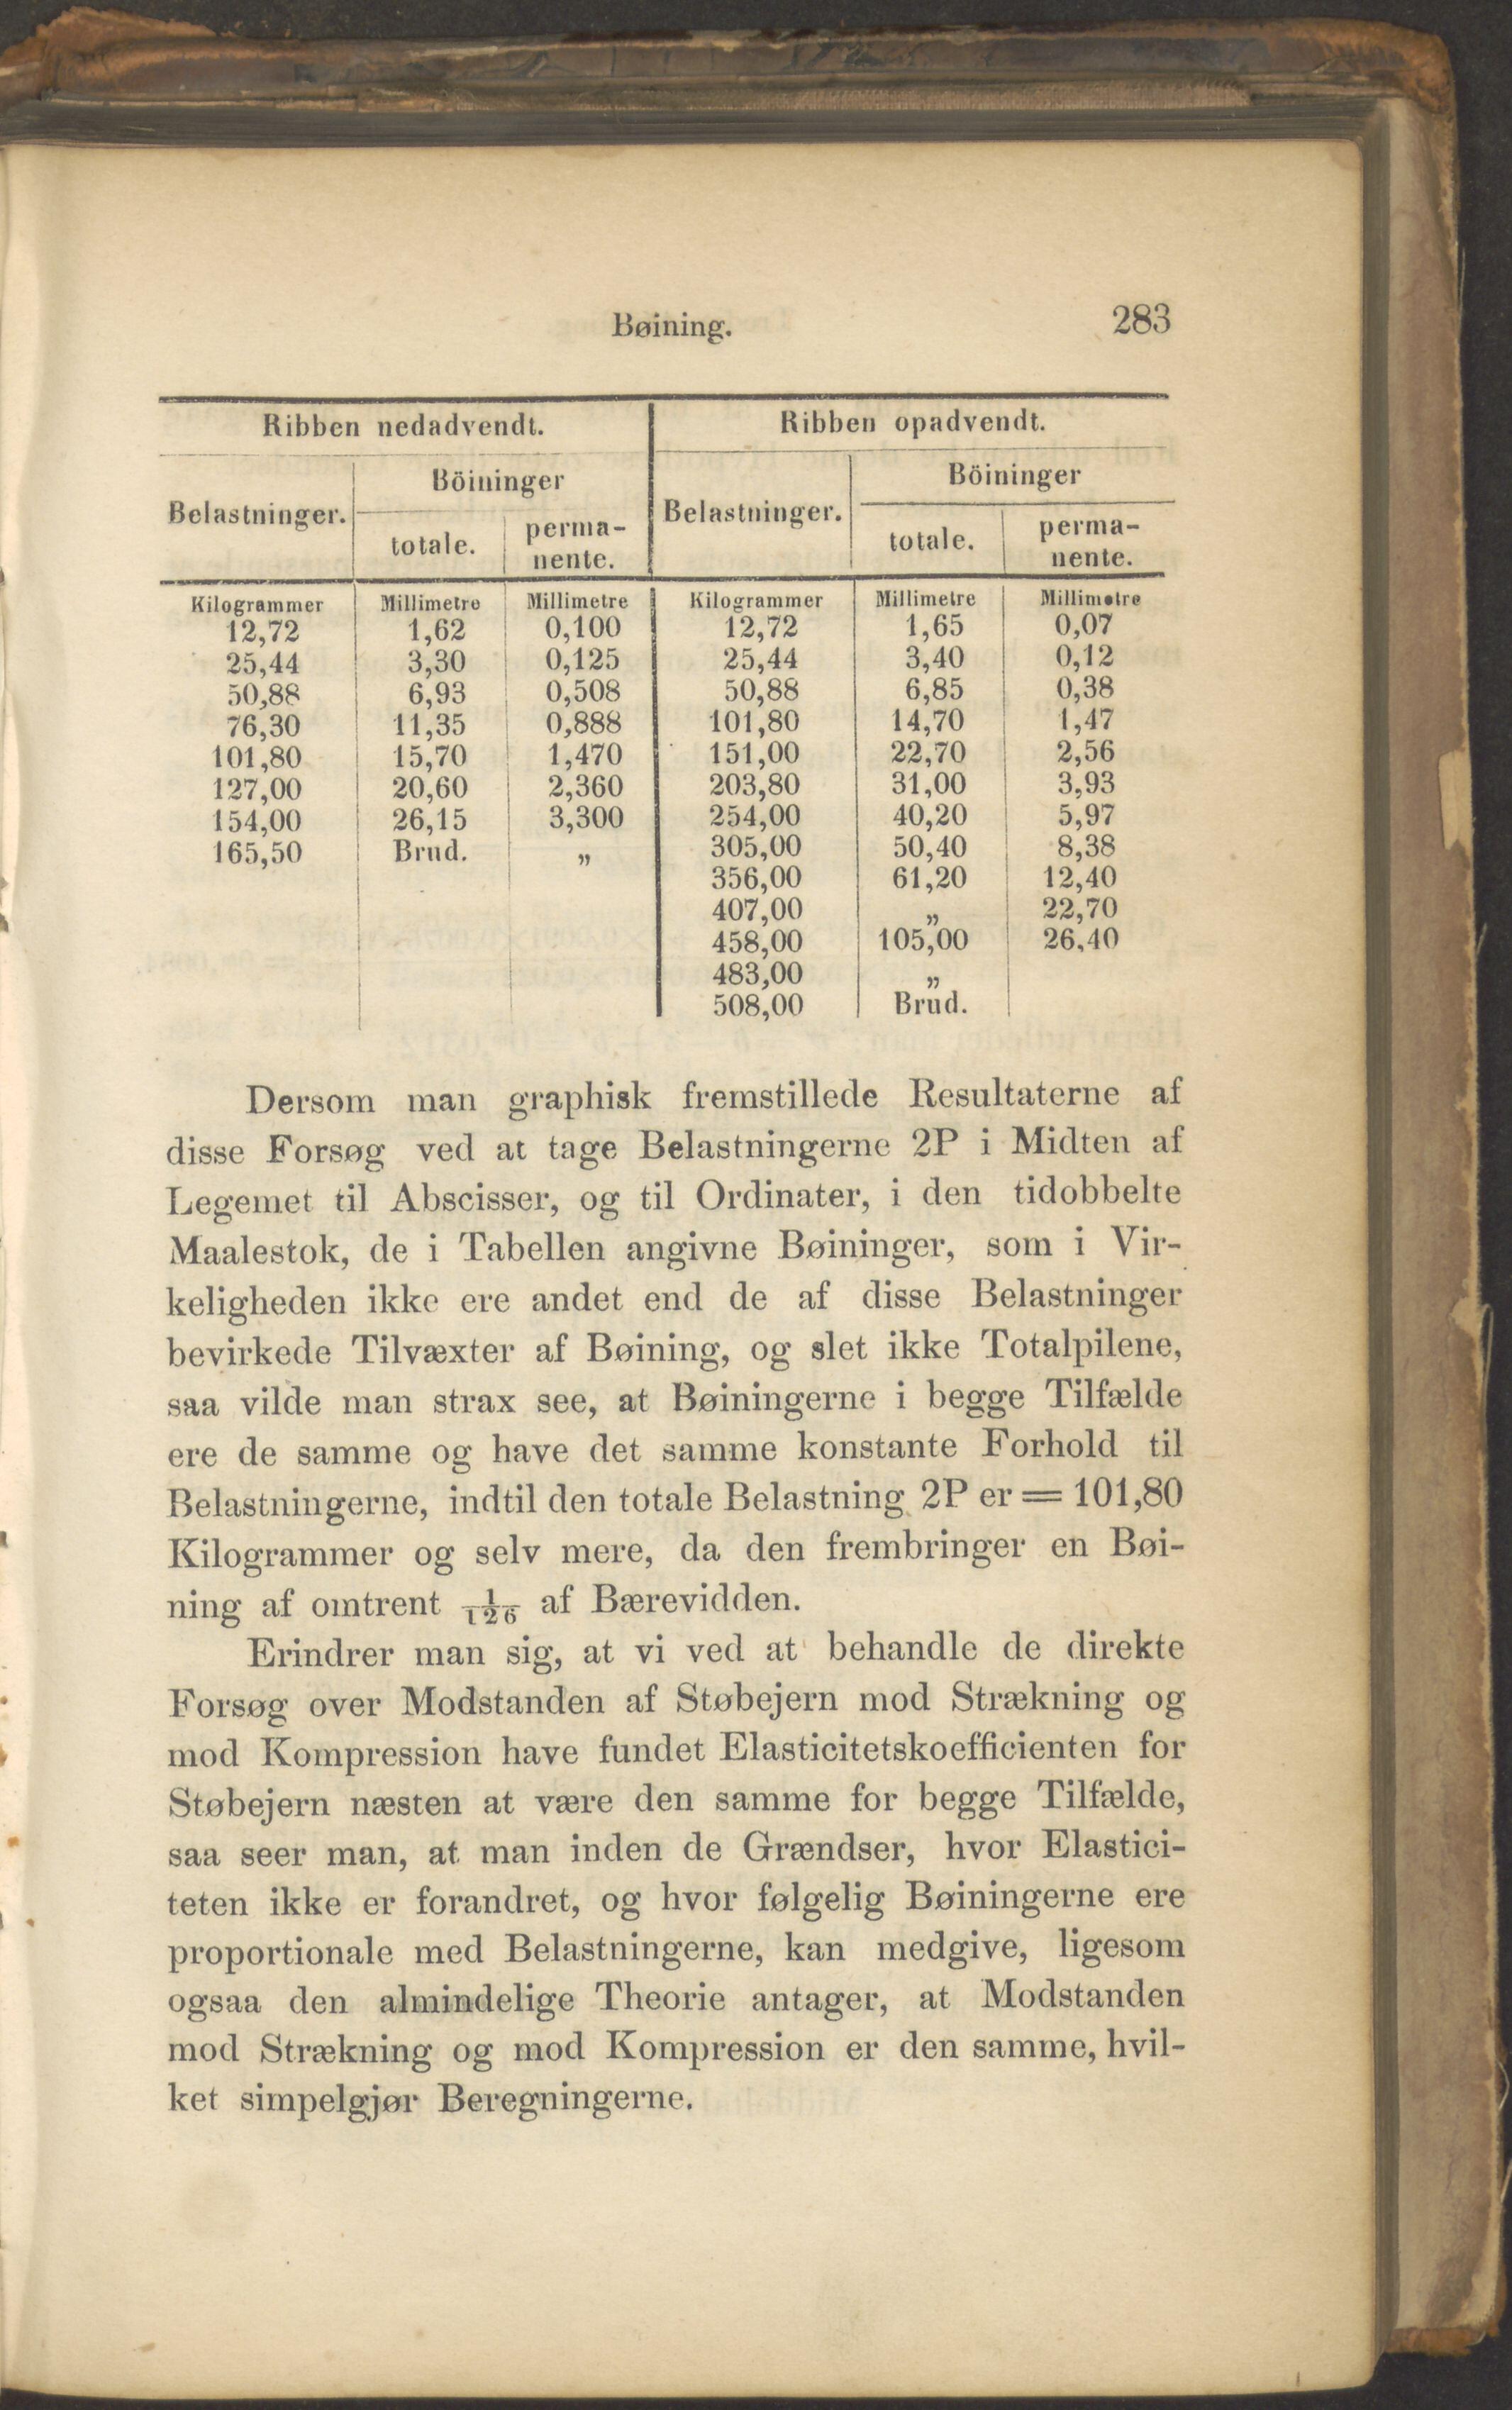 Bøining. 283
Ribben nedadvendt. Ribben opadvendt.
Belastninger. Böininger Belastninger. Böininger
totale. perma- totale. perma-
nente. nente.
Kilogrammer Millimetre Millimetre Kilogrammer Millimetre Millimetre
12,72 1,62 0,100 12,72 1,65 0,07
25,44 3,30 0,125 25,44 3,40 0,12
50,88 6,93 0,508 50,88 6,85 0,38
76,30 11,35 0,888 101,80 14,70 1,47
101,80 15,70 1,470 151,00 22,70 2,56
127,00 20,60 2,360 203,80 31,00 3,93
154,00 26,15 3,300 254,00 40,20 5,97
165,50 Brud. „ 305,00 50,40 8,38
356,00 61,20 12,40
407,00 „ 22,70
458,00 105,00 26,40
483,00 „
508,00 Brud.
Dersom man graphisk fremstillede Resultaterne af
disse Forsøg ved at tage Belastningerne 2P i Midten af
Legemet til Abscisser, og til Ordinater, i den tidobbelte
Maalestok, de i Tabellen angivne Bøininger, som i Vir-
keligheden ikke ere andet end de af disse Belastninger
bevirkede Tilvæxter af Bøining, og slet ikke Totalpilene,
saa vilde man strax see, at Bøiningerne i begge Tilfælde
ere de samme og have det samme konstante Forhold til
Belastningerne, indtil den totale Belastning 2P er = 101,80
Kilogrammer og selv mere, da den frembringer en Bøi-
ning af omtrent 1/126 af Bærevidden.
Erindrer man sig, at vi ved at behandle de direkte
Forsøg over Modstanden af Støbejern mod Strækning og
mod Kompression have fundet Elasticitetskoefficienten for
Støbejern næsten at være den samme for begge Tilfælde,
saa seer man, at man inden de Grændser, hvor Elastici-
teten ikke er forandret, og hvor følgelig Bøiningerne ere
proportionale med Belastningerne, kan medgive, ligesom
ogsaa den almindelige Theorie antager, at Modstanden
mod Strækning og mod Kompression er den samme, hvil-
ket simpelgjør Beregningerne.